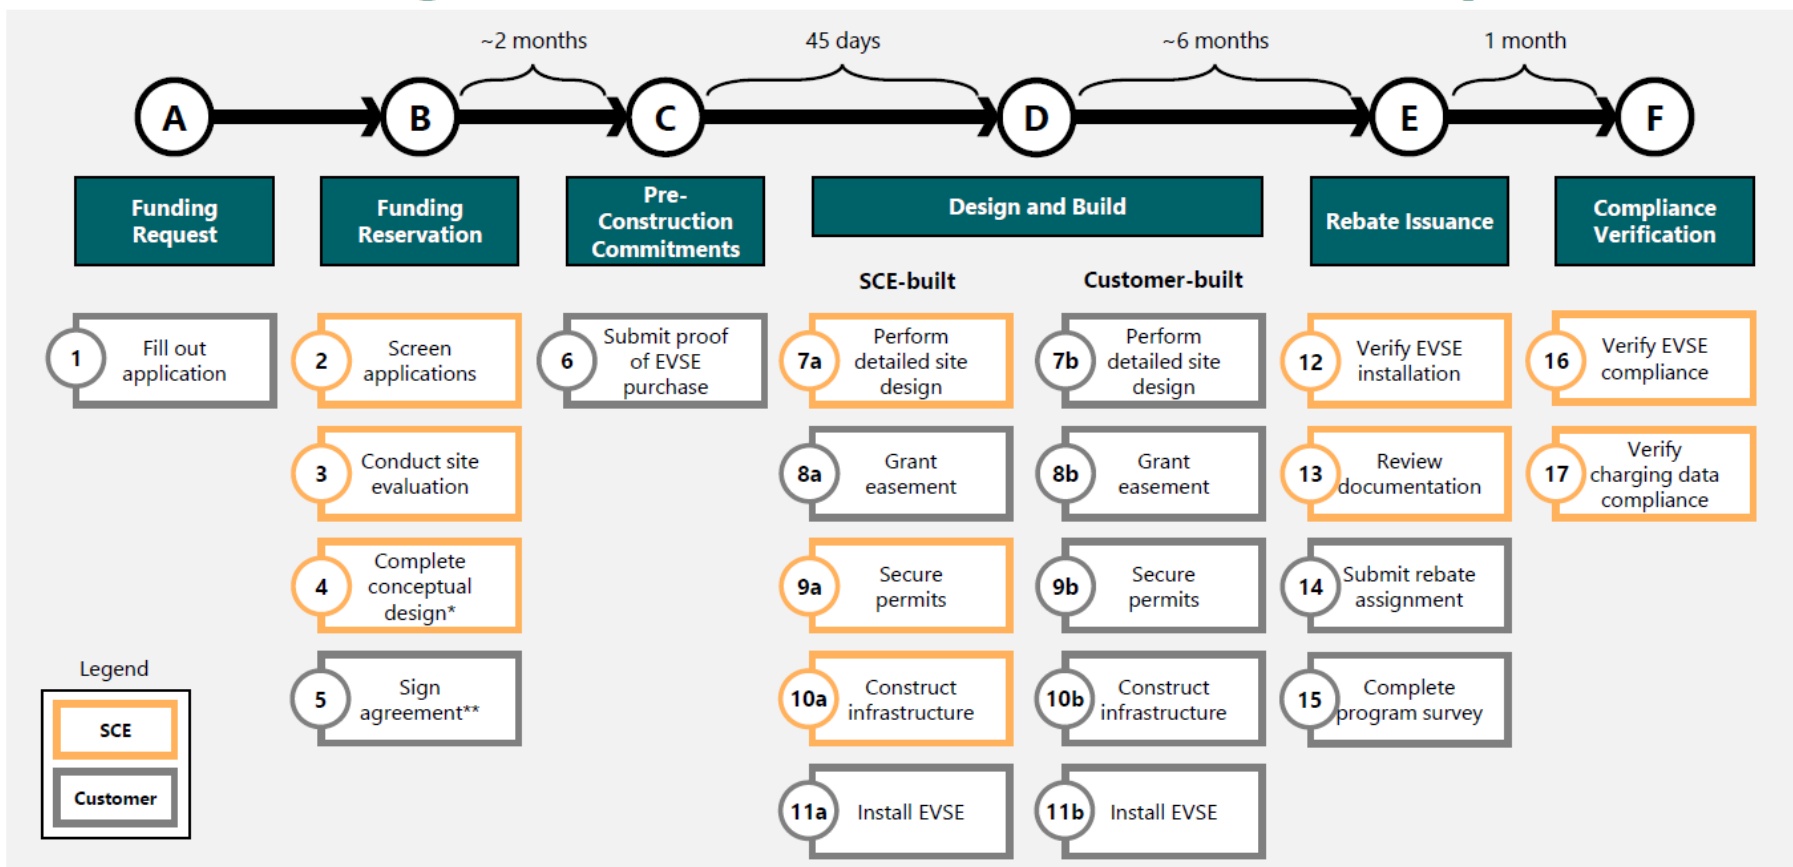 ~2 months
45 days
~6 months
1 month
A
B
C
D
E
F
Funding
Request
Funding
Reservation
Pre-
Construction
Commitments
Design and Build
Rebate Issuance
Compliance
Verification
SCE-built
Customer-built
1
Fill out
application
2
Screen
applications
3
Conduct site
evaluation
4
Complete
conceptual
design*
5
Sign
agreement**
6
Submit proof
of EVSE
purchase
7a
Perform
detailed site
design
8a
Grant
easement
9a
Secure
permits
10a
Construct
infrastructure
11a
Install EVSE
7b
Perform
detailed site
design
8b
Grant
easement
9b
Secure
permits
10b
Construct
infrastructure
11b
Install EVSE
12
Verify EVSE
installation
13
Review
documentation
14
Submit rebate
assignment
15
Complete
program survey
16
Verify EVSE
compliance
17
Verify
charging data
compliance
Legend
SCE
Customer